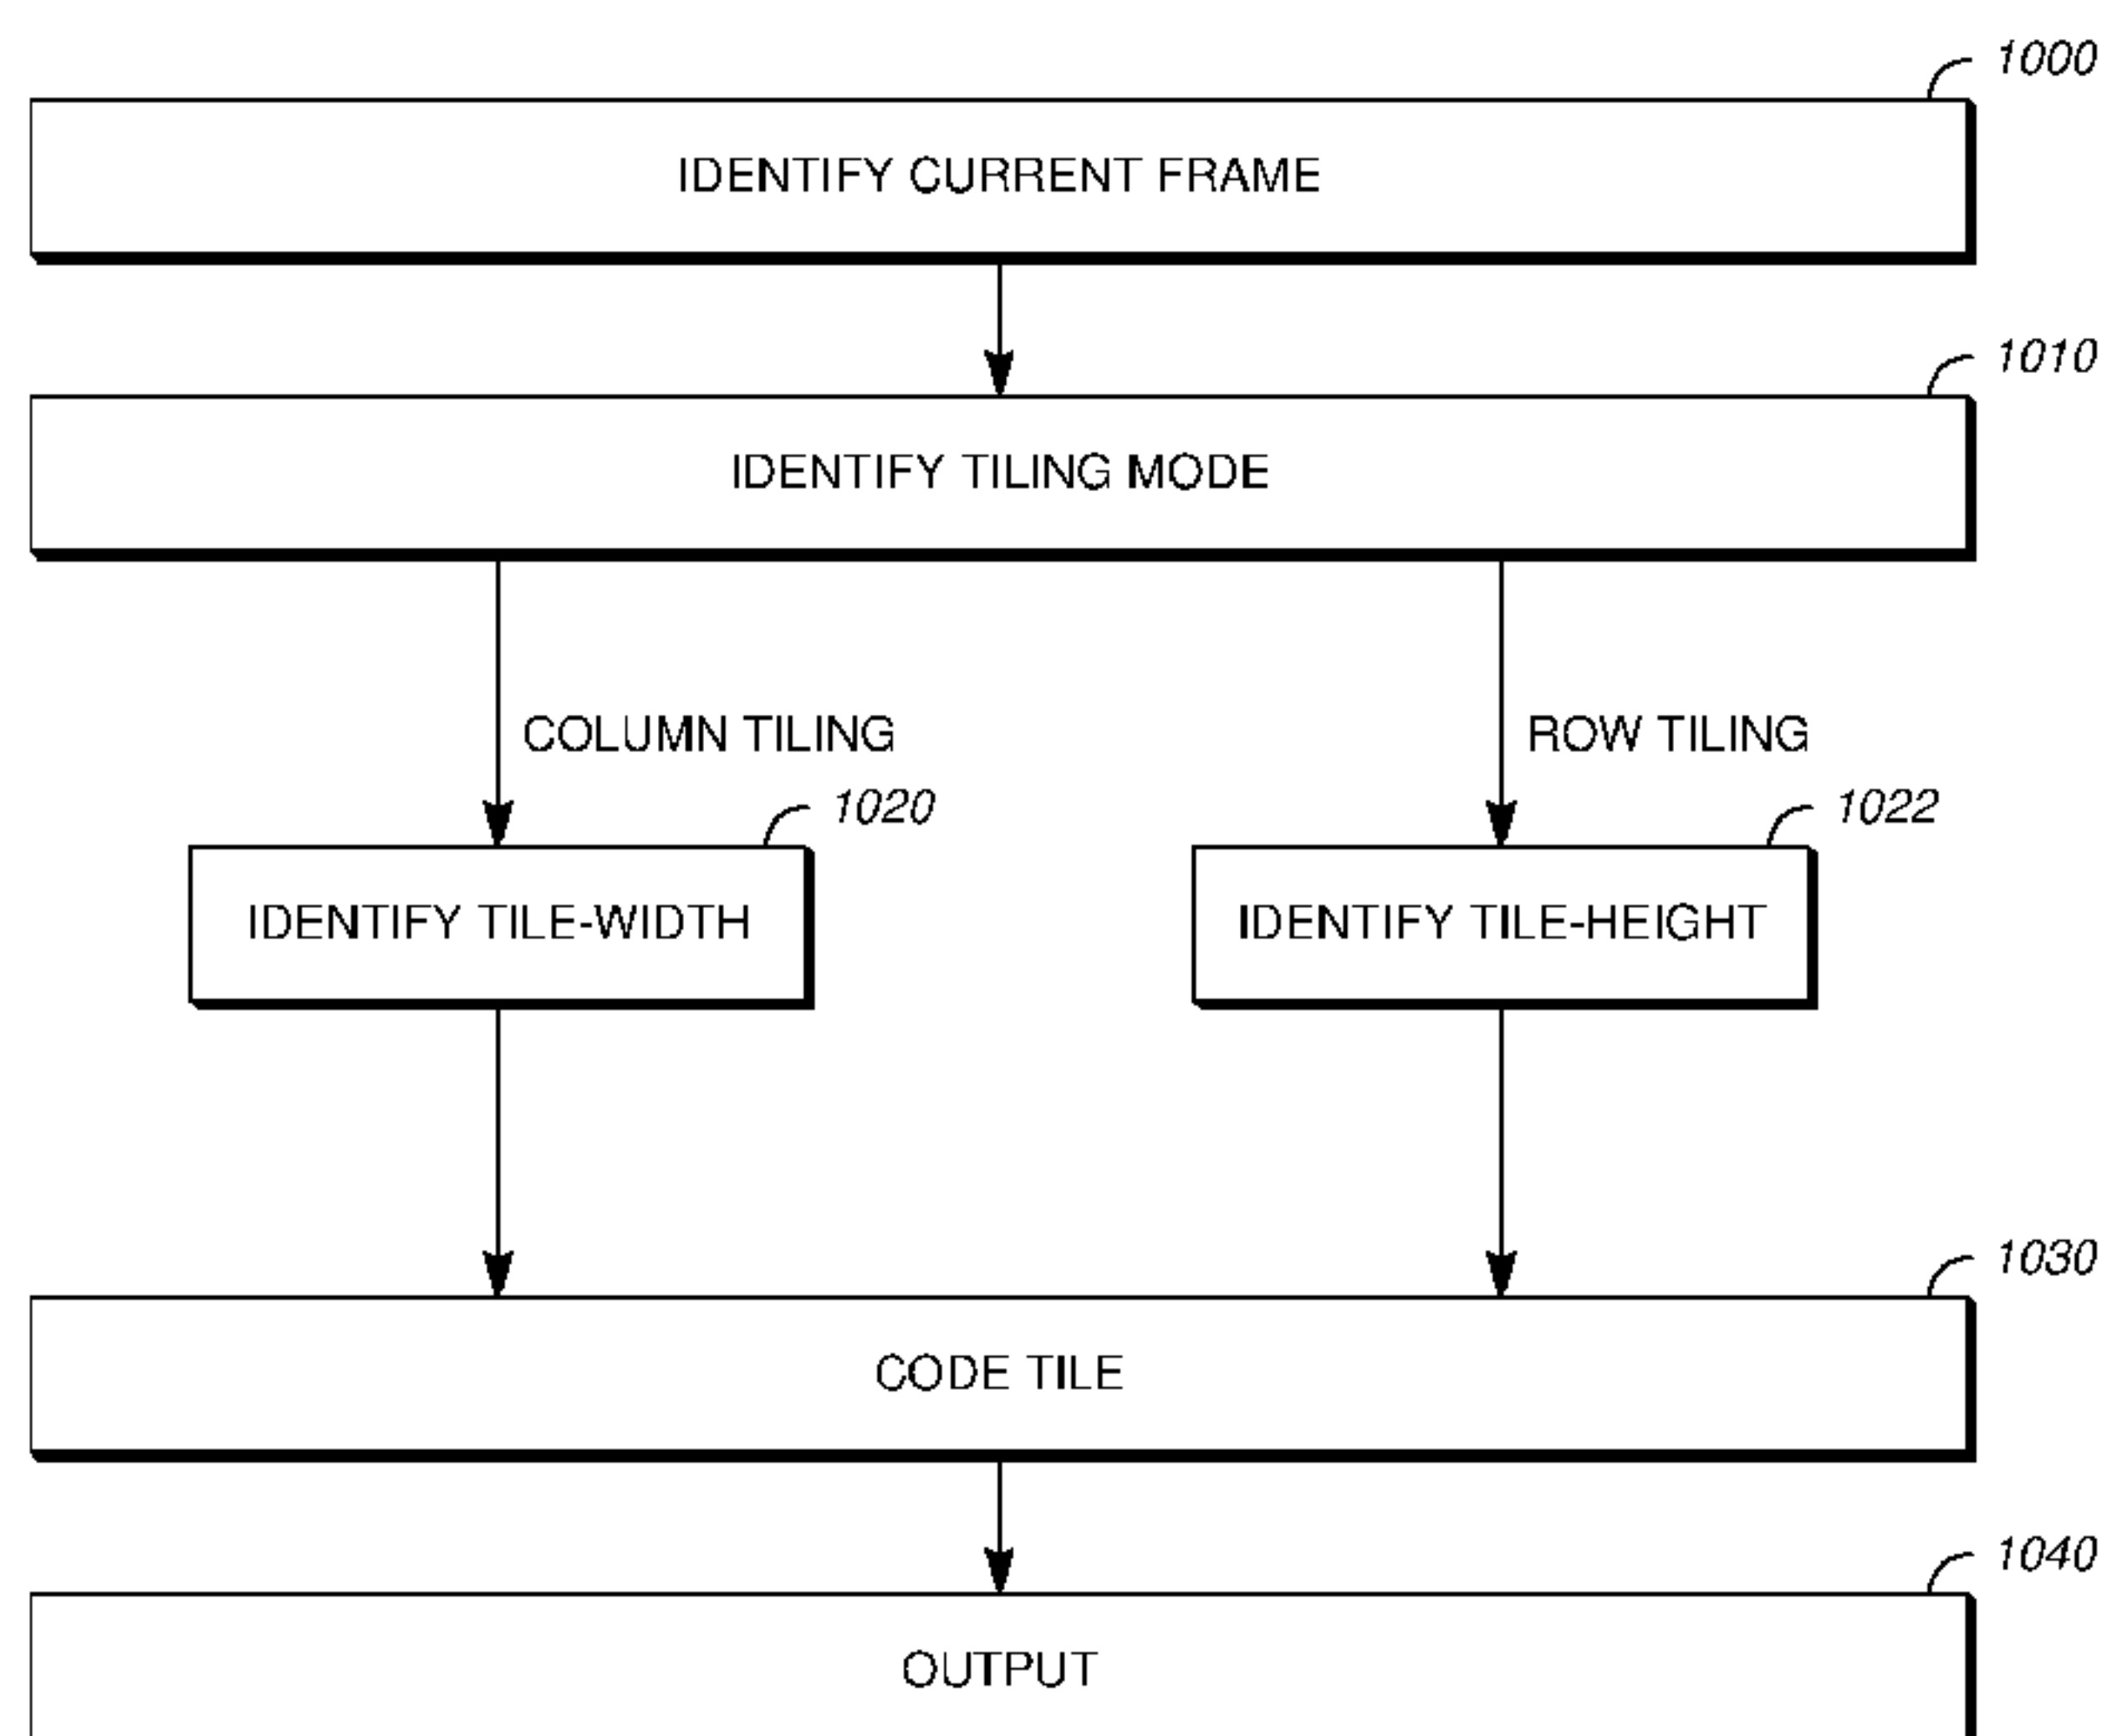 1000
IDENTIFY CURRENT FRAME
1010
IDENTIFY TILING MODE
COLUMN TILING
ROW TILING
1020
1022
IDENTIFY TILE-WIDTH
IDENTIFY TILE-HEIGHT
1030
CODE TILE
1040
OUTPUT